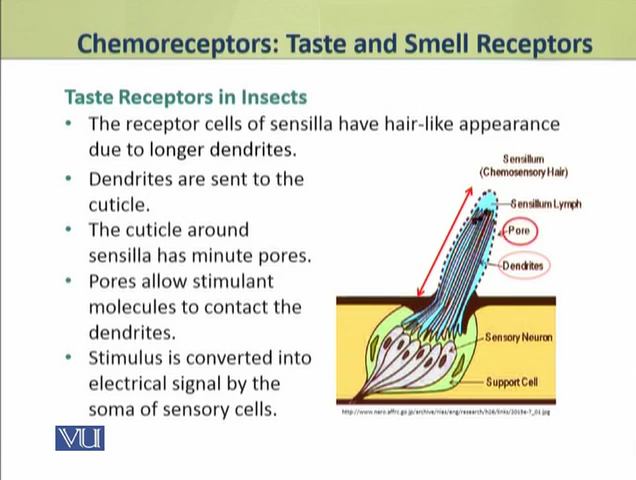 Chemoreceptors: Taste and Smell Receptors
Taste Receptors in Insects
• The receptor cells of sensilla have hair-like appearance
due to longer dendrites.
• Dendrites are sent to the
cuticle.
• The cuticle around
sensilla has minute pores.
• Pores allow stimulant
molecules to contact the
dendrites.
• Stimulus is converted into
electrical signal by the
soma of sensory cells.
Sensillum
(Chemosensory Hair)
Sensillum Lymph
Pore
Dendrites
Sensory Neuron
Support Cell
VU